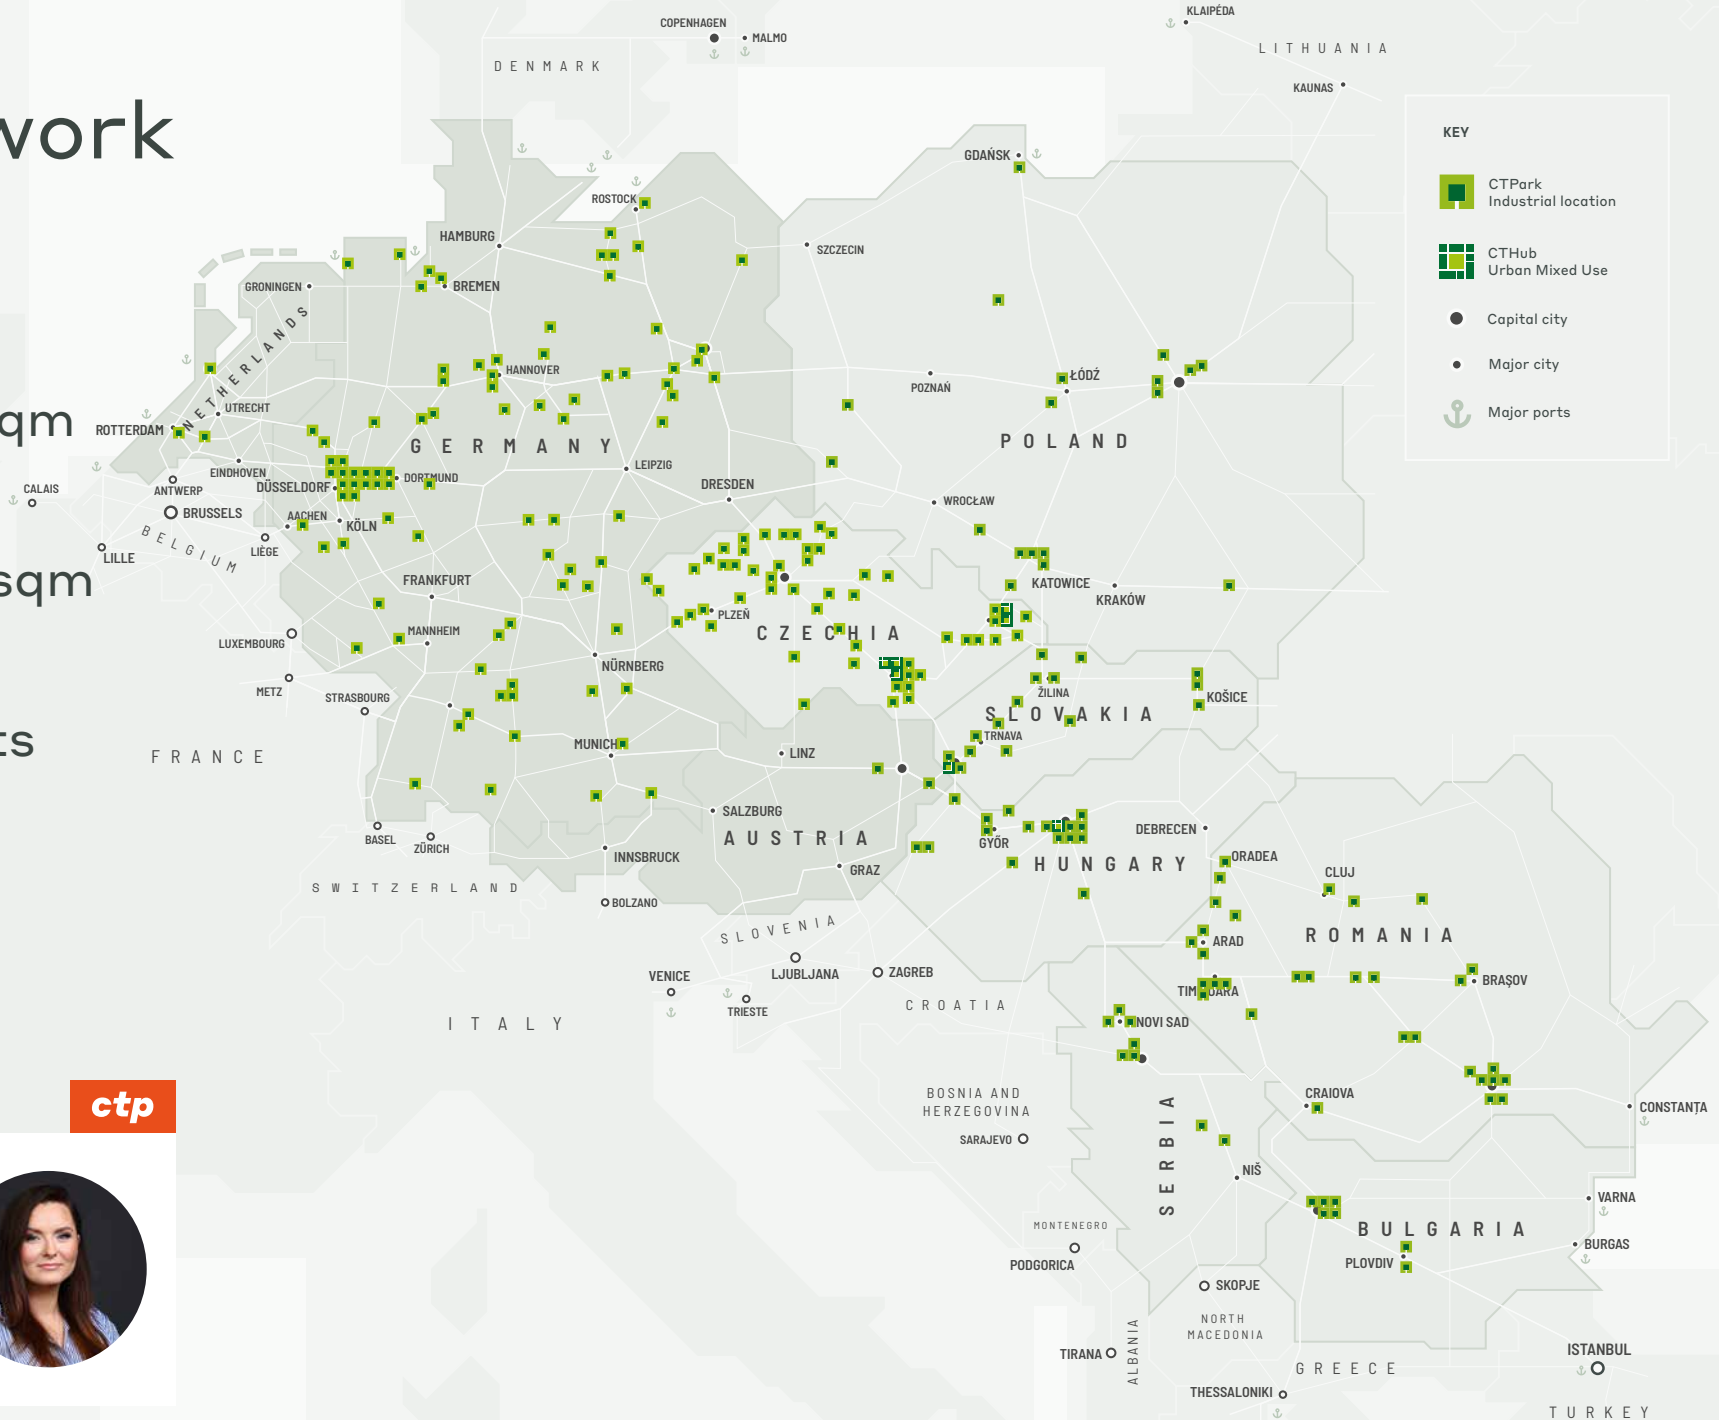 work
qm
sqm
ts
ctp
KEY
CTPark
Industrial location
CTHub
Urban Mixed Use
Capital city
Major city
Major ports
COPENHAGEN
MALMO
DENMARK
KLAIPĖDA
LITHUANIA
KAUNAS
GDAŃSK
ROSTOCK
HAMBURG
SZCZECIN
GRONINGEN
BREMEN
NETHERLANDS
HANNOVER
POZNAŃ
ŁÓDŹ
UTRECHT
ROTTERDAM
GERMANY
POLAND
EINDHOVEN
LEIPZIG
DORTMUND
ANTWERP
DÜSSELDORF
DRESDEN
CALAIS
WROCŁAW
BRUSSELS
AACHEN
KÖLN
BELGIUM
LIÈGE
LILLE
FRANKFURT
KATOWICE
KRAKÓW
PLZEŇ
CZECHIA
MANNHEIM
LUXEMBOURG
NÜRNBERG
METZ
STRASBOURG
ŽILINA
KOŠICE
SLOVAKIA
TRNAVA
MUNICH
LINZ
FRANCE
SALZBURG
AUSTRIA
BASEL
ZÜRICH
GYŐR
DEBRECEN
HUNGARY
ORADEA
INNSBRUCK
GRAZ
CLUJ
SWITZERLAND
BOLZANO
SLOVENIA
ROMANIA
ARAD
LJUBLJANA
ZAGREB
VENICE
TRIESTE
CROATIA
BRAŞOV
NOVI SAD
ITALY
BOSNIA AND
HERZEGOVINA
SARAJEVO
CRAIOVA
CONSTANȚA
SERBIA
NIŠ
VARNA
MONTENEGRO
BULGARIA
BURGAS
PLOVDIV
PODGORICA
SKOPJE
NORTH
MACEDONIA
ALBANIA
TIRANA
ISTANBUL
GREECE
THESSALONIKI
TURKEY